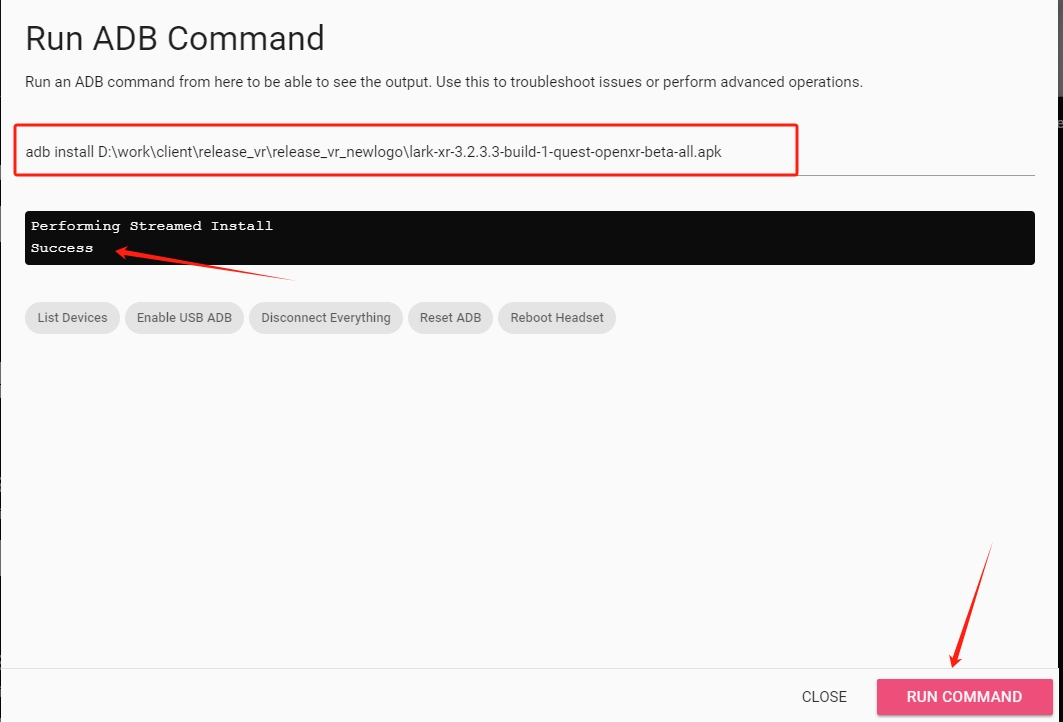 Run ADB Command
Run an ADB command from here to be able to see the output. Use this to troubleshoot issues or perform advanced operations.
adb install D:\work\client\release_vr\release_vr_newlogo\lark-xr-3.2.3.3-build-1-quest-openxr-beta-all.apk
Performing Streamed Install
Success
List Devices Enable USB ADB Disconnect Everything Reset ADB Reboot Headset
CLOSE RUN COMMAND